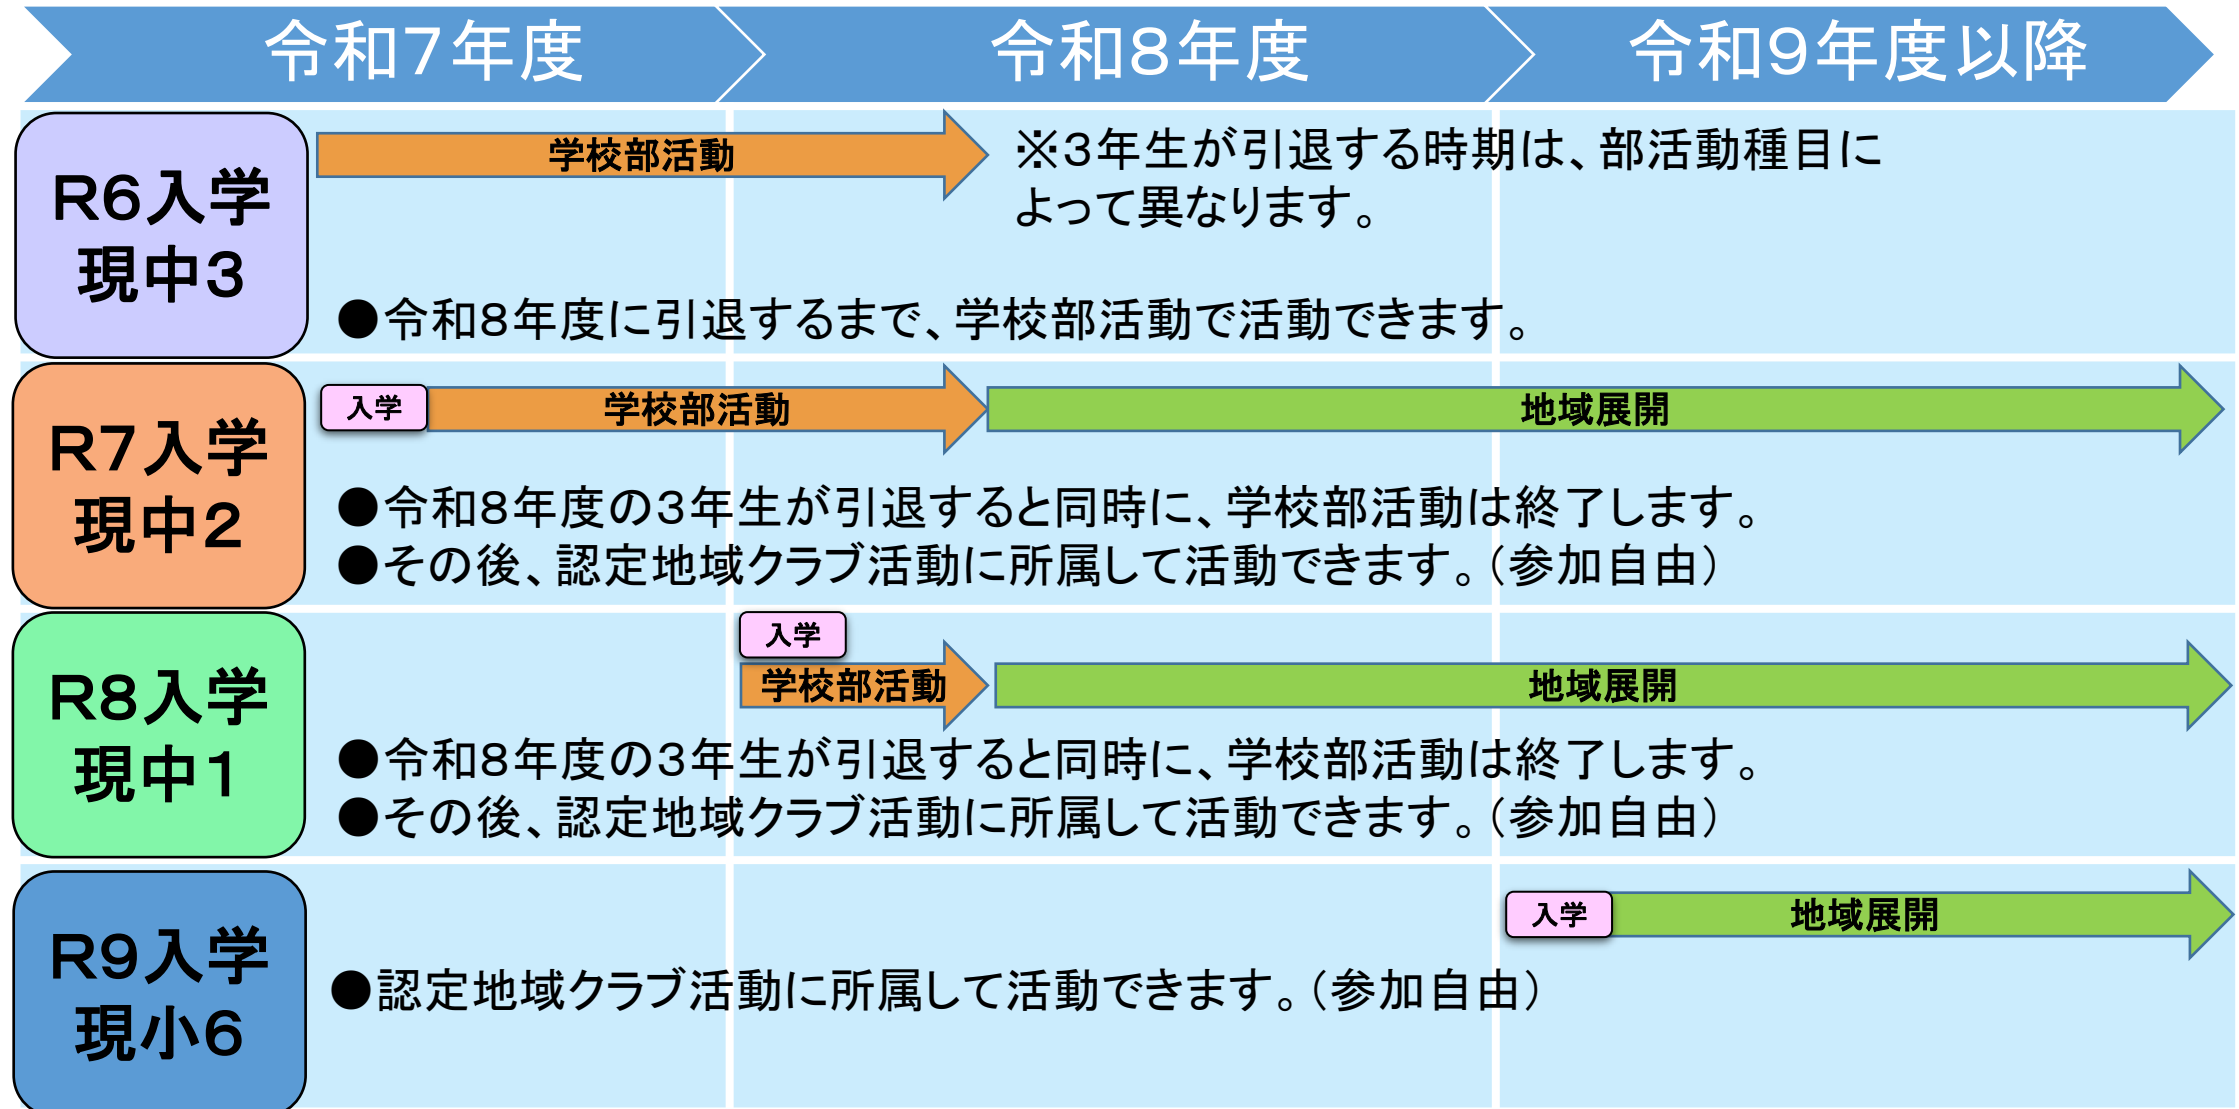 令和7年度
令和8年度
令和9年度以降
R6入学
現中3
学校部活動
※3年生が引退する時期は、部活動種目に
よって異なります。
●令和8年度に引退するまで、学校部活動で活動できます。
R7入学
現中2
入学
学校部活動
地域展開
●令和8年度の3年生が引退すると同時に、学校部活動は終了します。
●その後、認定地域クラブ活動に所属して活動できます。（参加自由）
R8入学
現中1
入学
学校部活動
地域展開
●令和8年度の3年生が引退すると同時に、学校部活動は終了します。
●その後、認定地域クラブ活動に所属して活動できます。（参加自由）
R9入学
現小6
入学
地域展開
●認定地域クラブ活動に所属して活動できます。（参加自由）